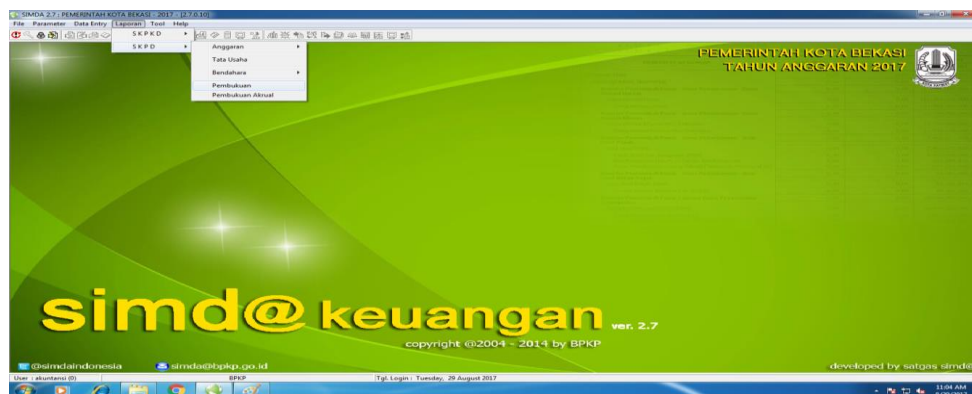 SIMDA 2.7 : PEMERINTAH KOTA BEKASI - 2017 - [2.7.0.10]
File Parameter Data Entry Laporan Tool Help
SKPKD
SKPD
Anggaran
Tata Usaha
Bendahara
Pembukuan
Pembukuan Akrual
PEMERINTAH KOTA BEKASI
TAHUN ANGGARAN 2017
simd@ keuangan ver. 2.7
copyright @2004 - 2014 by BPKP
@simdaindonesia simda@bpkp.go.id developed by satgas simd@
User : akuntansi (0) BPKP Tgl. Login : Tuesday, 29 August 2017
11:04 AM